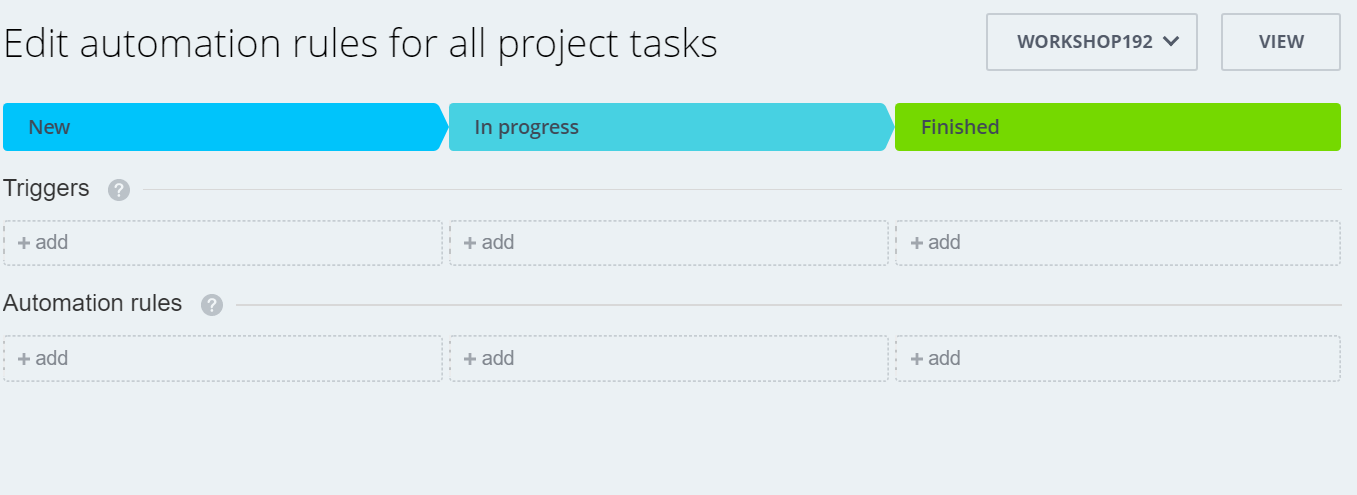 Edit automation rules for all project tasks
WORKSHOP192
VIEW
New
In progress
Finished
Triggers ?
+ add
+ add
+ add
Automation rules ?
+ add
+ add
+ add